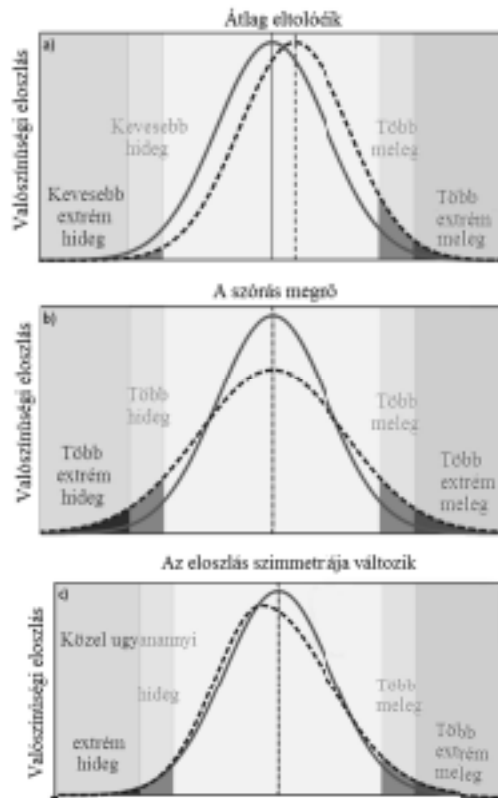 Átlag eltolódik
a)
Valószínűségi eloszlás
Kevesebb
hideg
Több
meleg
Kevesebb
extrém
hideg
Több
extrém
meleg
A szórás megnő
b)
Valószínűségi eloszlás
Több
hideg
Több
meleg
Több
extrém
hideg
Több
extrém
meleg
Az eloszlás szimmetrája változik
c)
Valószínűségi eloszlás
Közel ugyanannyi
hideg
Több
meleg
extrém
hideg
Több
extrém
meleg